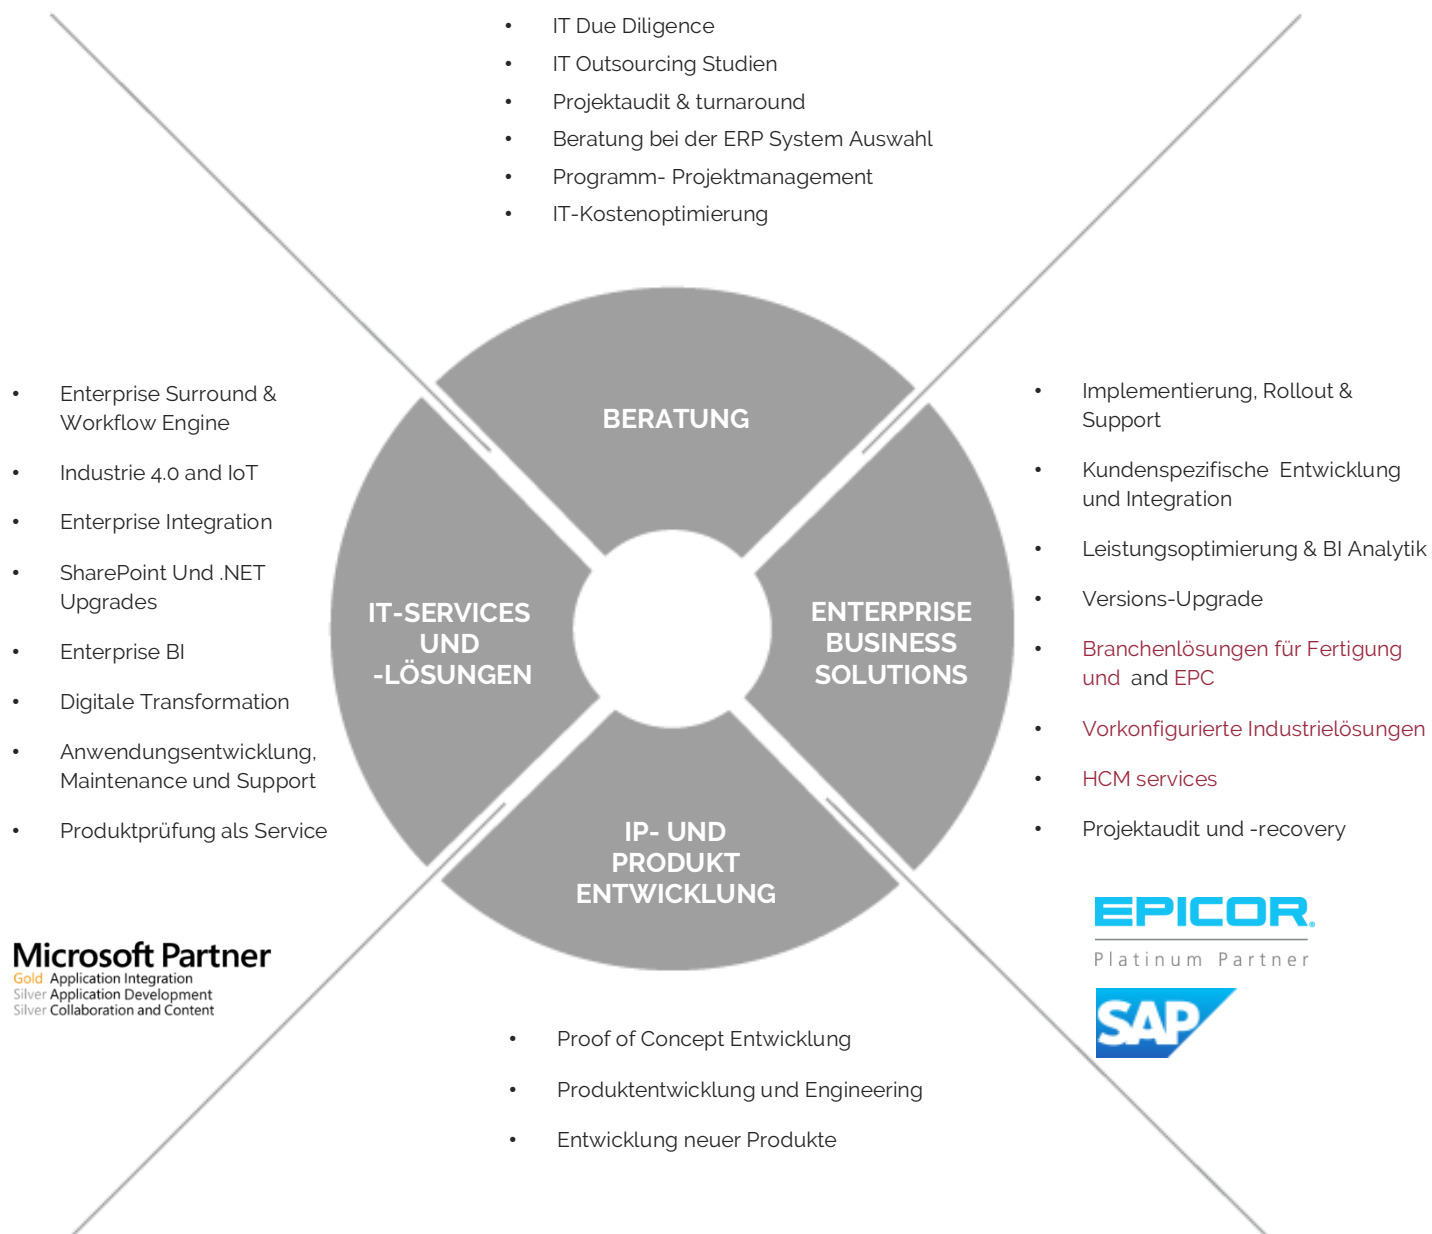 • IT Due Diligence
• IT Outsourcing Studien
• Projektaudit & turnaround
• Beratung bei der ERP System Auswahl
• Programm- Projektmanagement
• IT-Kostenoptimierung
BERATUNG
• Enterprise Surround &
Workflow Engine
• Industrie 4.0 and IoT
• Enterprise Integration
• SharePoint Und .NET
Upgrades
• Enterprise BI
• Digitale Transformation
• Anwendungsentwicklung,
Maintenance und Support
• Produktprüfung als Service
IT-SERVICES
UND
-LÖSUNGEN
ENTERPRISE
BUSINESS
SOLUTIONS
• Implementierung, Rollout &
Support
• Kundenspezifische Entwicklung
und Integration
• Leistungsoptimierung & BI Analytik
• Versions-Upgrade
• Branchenlösungen für Fertigung
und and EPC
• Vorkonfigurierte Industrielösungen
• HCM services
• Projektaudit und -recovery
IP- UND
PRODUKT
ENTWICKLUNG
Microsoft Partner
Gold Application Integration
Silver Application Development
Silver Collaboration and Content
EPICOR®
Platinum Partner
SAP
• Proof of Concept Entwicklung
• Produktentwicklung und Engineering
• Entwicklung neuer Produkte